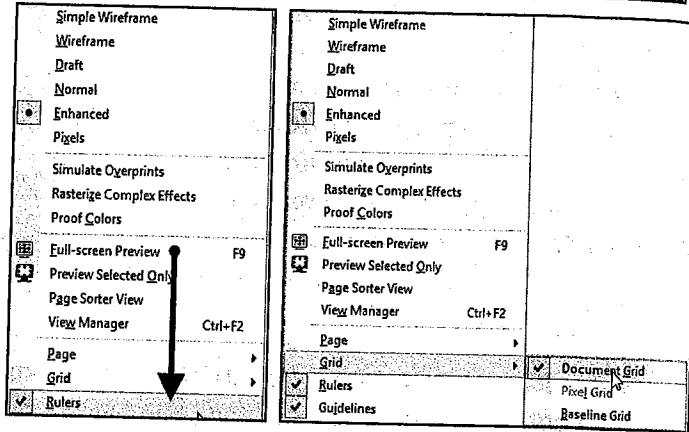 Simple Wireframe
Wireframe
Draft
Normal
Enhanced
Pixels
Simulate Overprints
Rasterize Complex Effects
Proof Colors
Full-screen Preview F9
Preview Selected Only
Page Sorter View
View Manager Ctrl+F2
Page
Grid
Rulers
Simple Wireframe
Wireframe
Draft
Normal
Enhanced
Pixels
Simulate Overprints
Rasterize Complex Effects
Proof Colors
Full-screen Preview F9
Preview Selected Only
Page Sorter View
View Manager Ctrl+F2
Page
Grid
Rulers
Guidelines
Document Grid
Pixel Grid
Baseline Grid